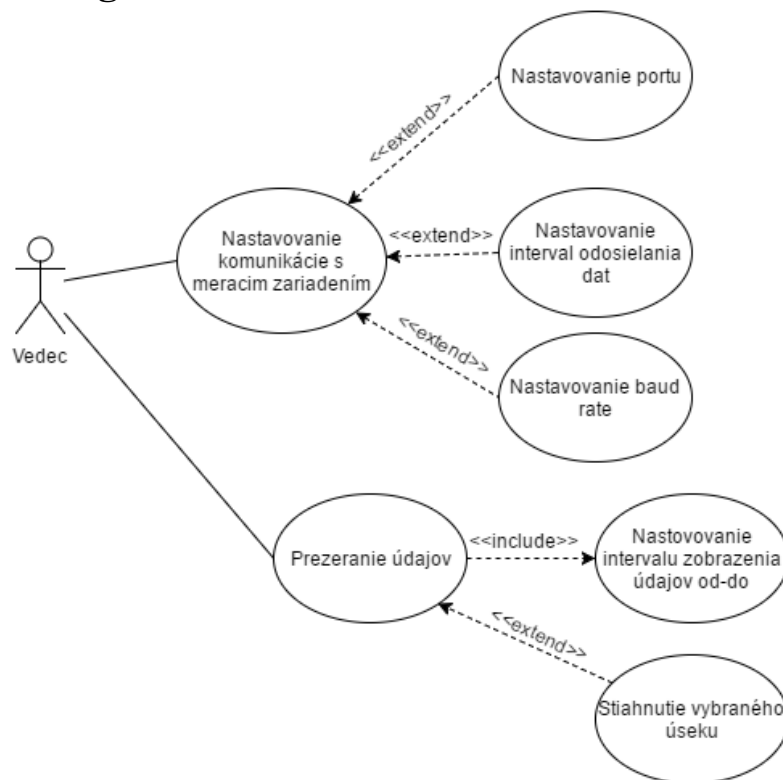 Nastavovanie portu
<<extend>>
Nastavovanie
komunikácie s
meracim zariadením
<<extend>>
Nastavovanie
interval odosielania
dat
Vedec
<<extend>>
Nastavovanie baud
rate
Prezeranie údajov
<<include>>
Nastovovanie
intervalu zobrazenia
údajov od-do
<<extend>>
Stiahnutie vybraného
úseku